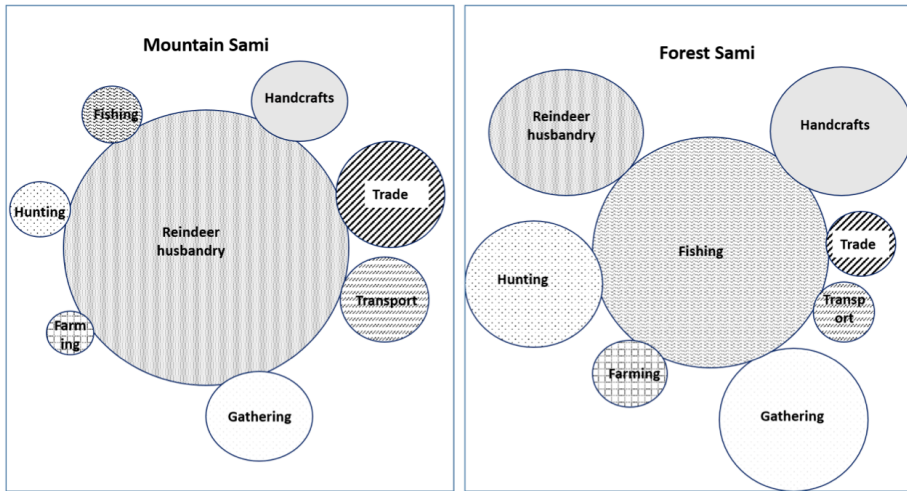 Mountain Sami
Fishing
Handcrafts
Hunting
Trade
Reindeer
husbandry
Transport
Farm
ing
Gathering
Forest Sami
Reindeer
husbandry
Handcrafts
Hunting
Fishing
Trade
Transp
ort
Farming
Gathering